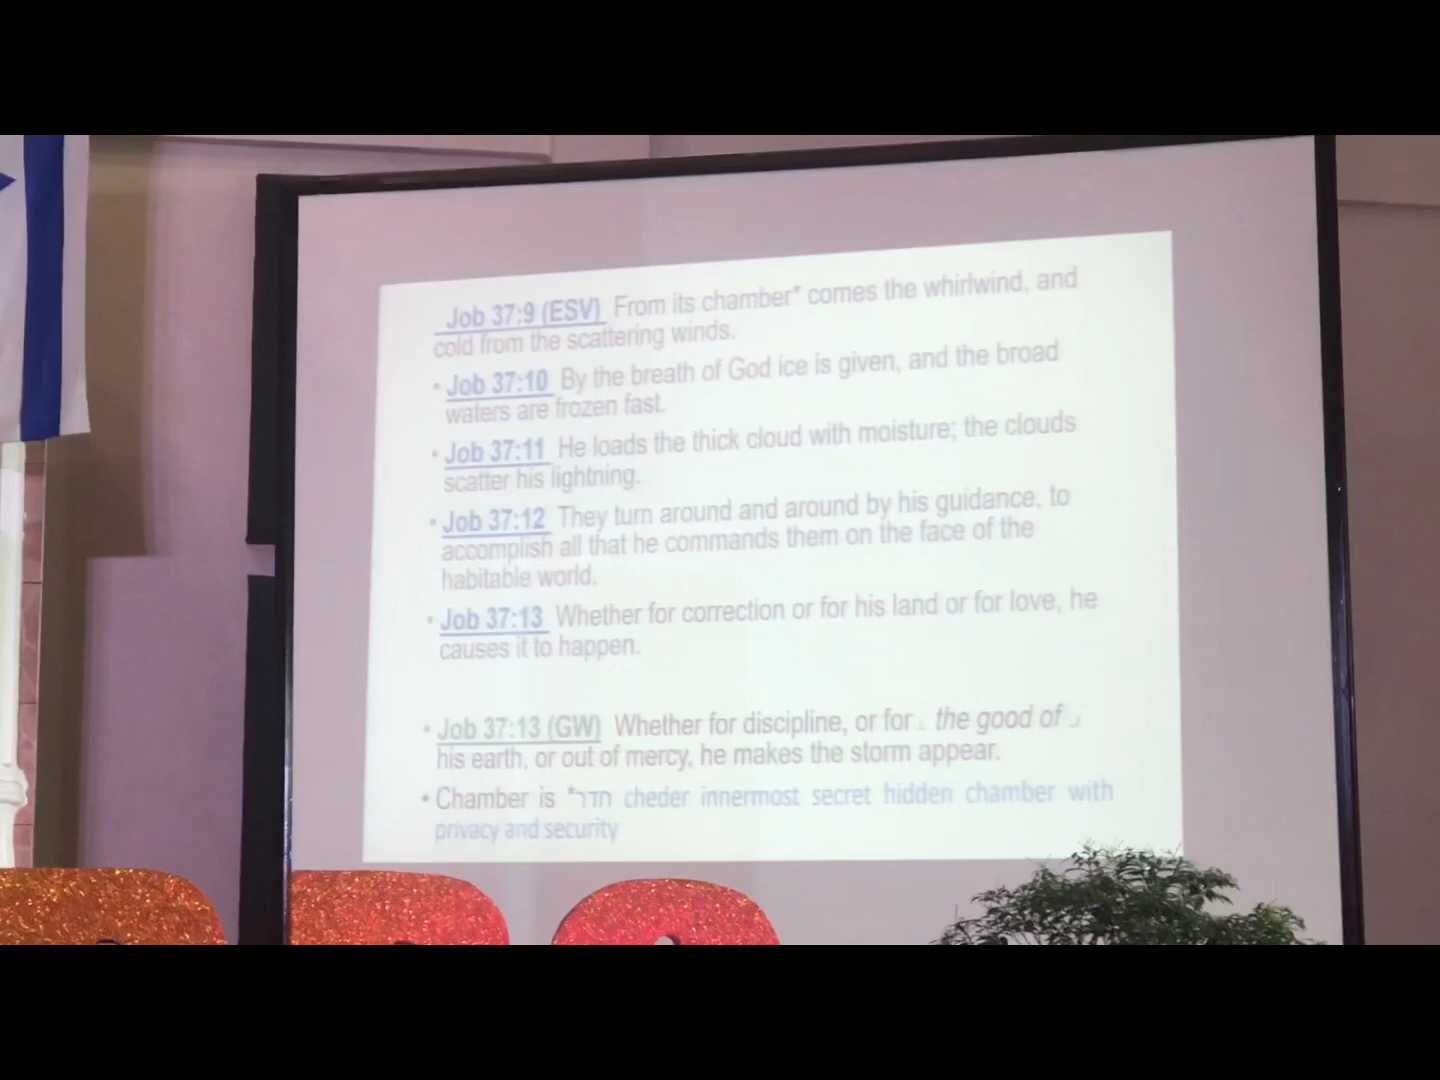 Job 37:9 (ESV) From its chamber* comes the whirlwind, and
cold from the scattering winds.
• Job 37:10 By the breath of God ice is given, and the broad
waters are frozen fast.
• Job 37:11 He loads the thick cloud with moisture; the clouds
scatter his lightning.
• Job 37:12 They turn around and around by his guidance, to
accomplish all that he commands them on the face of the
habitable world.
• Job 37:13 Whether for correction or for his land or for love, he
causes it to happen.
• Job 37:13 (GW) Whether for discipline, or for ⸤ the good of ⸥
his earth, or out of mercy, he makes the storm appear.
• Chamber is *חדר cheder innermost secret hidden chamber with
privacy and security